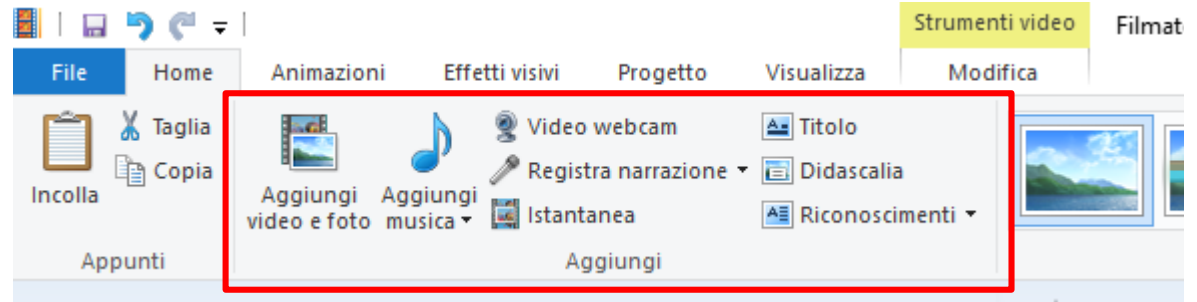 Strumenti video
Filmat
File Home Animazioni Effetti visivi Progetto Visualizza Modifica
Incolla
Taglia
Copia
Appunti
Aggiungi
video e foto
Aggiungi
musica
Video webcam
Registra narrazione
Istantanea
Titolo
Didascalia
Riconoscimenti
Aggiungi